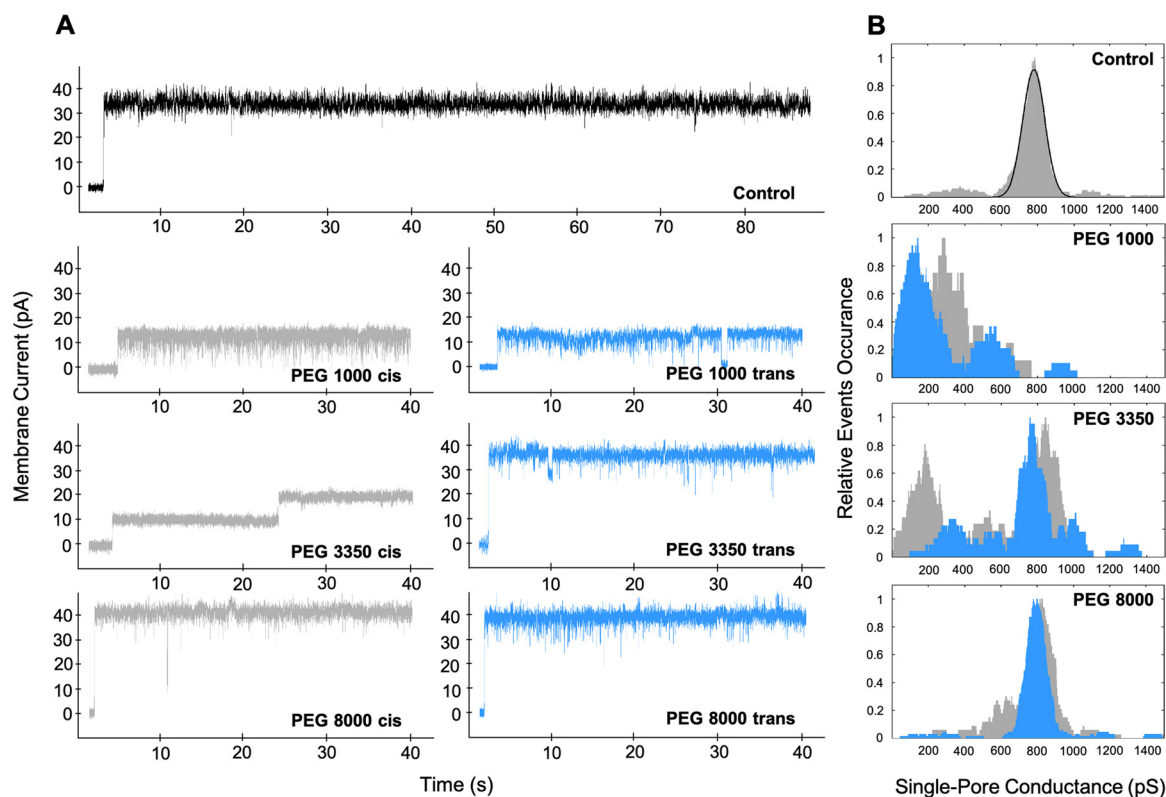 A
B
Control
40
30
20
10
0
10 20 30 40 50 60 70 80
Control
1
0.8
0.6
0.4
0.2
0
200 400 600 800 1000 1200 1400
Membrane Current (pA)
40
30
20
10
0
PEG 1000 cis
10 20 30 40
40
30
20
10
0
PEG 1000 trans
10 20 30 40
Relative Events Occurance
PEG 1000
1
0.8
0.6
0.4
0.2
0
200 400 600 800 1000 1200 1400
40
30
20
10
0
PEG 3350 cis
10 20 30 40
40
30
20
10
0
PEG 3350 trans
10 20 30 40
PEG 3350
1
0.8
0.6
0.4
0.2
0
200 400 600 800 1000 1200 1400
40
30
20
10
0
PEG 8000 cis
10 20 30 40
40
30
20
10
0
PEG 8000 trans
10 20 30 40
PEG 8000
1
0.8
0.6
0.4
0.2
0
200 400 600 800 1000 1200 1400
Time (s)
Single-Pore Conductance (pS)